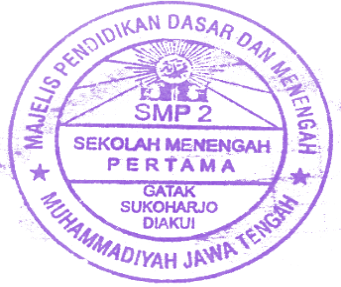 MAJELIS PENDIDIKAN DASAR DAN MENENGAH
SMP 2
SEKOLAH MENENGAH
PERTAMA
GATAK
SUKOHARJO
DIAKUI
MUHAMMADIYAH JAWA TENGAH